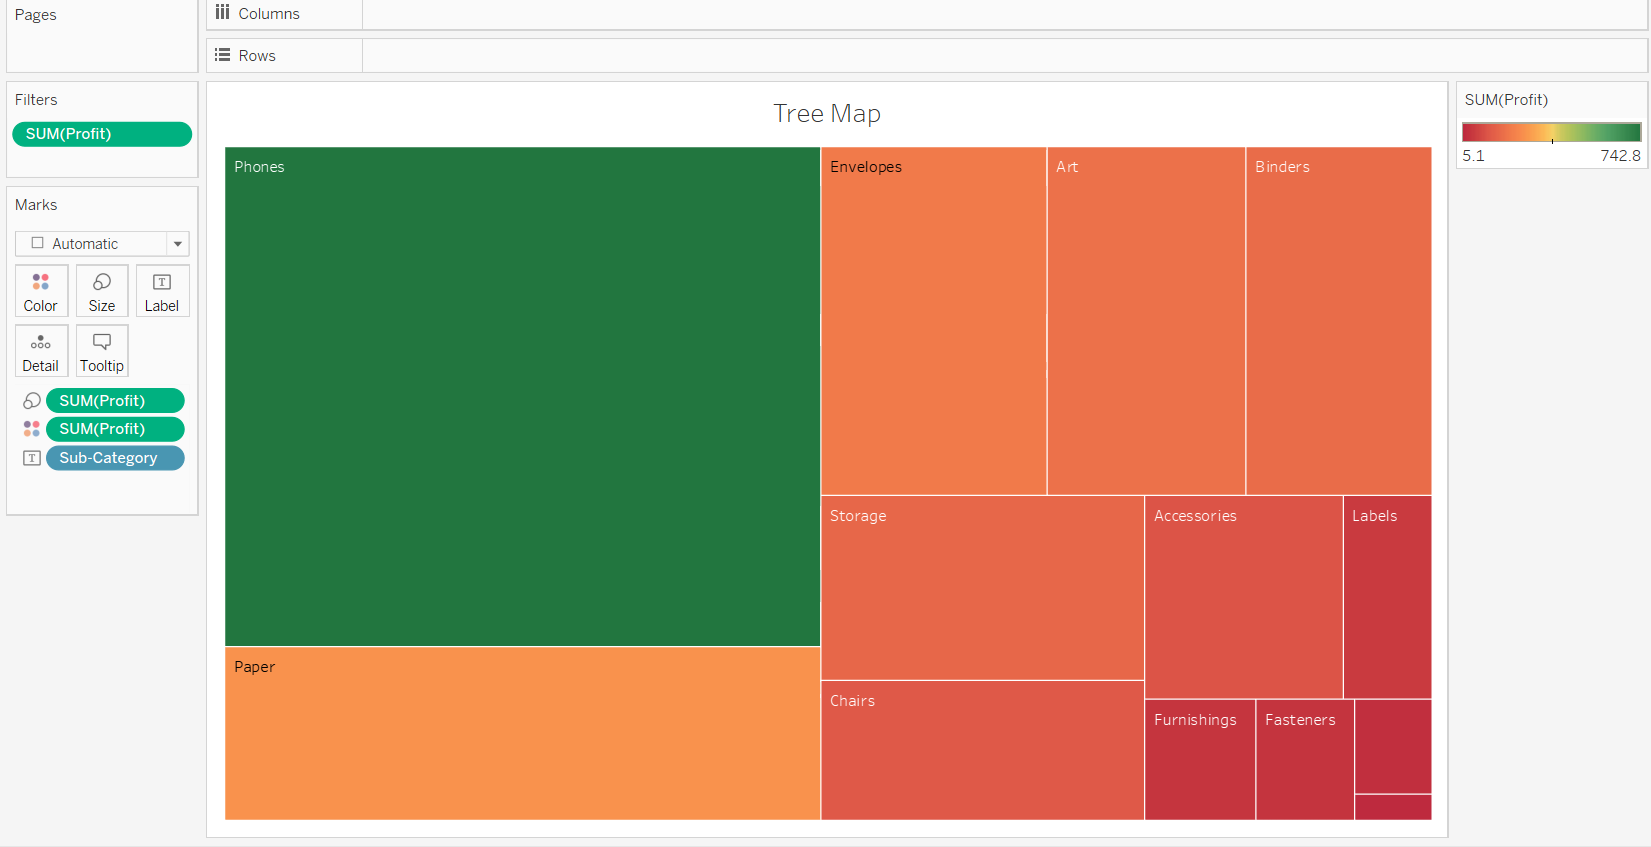 Pages
Columns
Rows
Filters
SUM(Profit)
Marks
Automatic
Color
Size
Label
Detail
Tooltip
SUM(Profit)
SUM(Profit)
Sub-Category
Tree Map
Phones
Envelopes
Art
Binders
Storage
Accessories
Labels
Paper
Chairs
Furnishings
Fasteners
SUM(Profit)
5.1 742.8